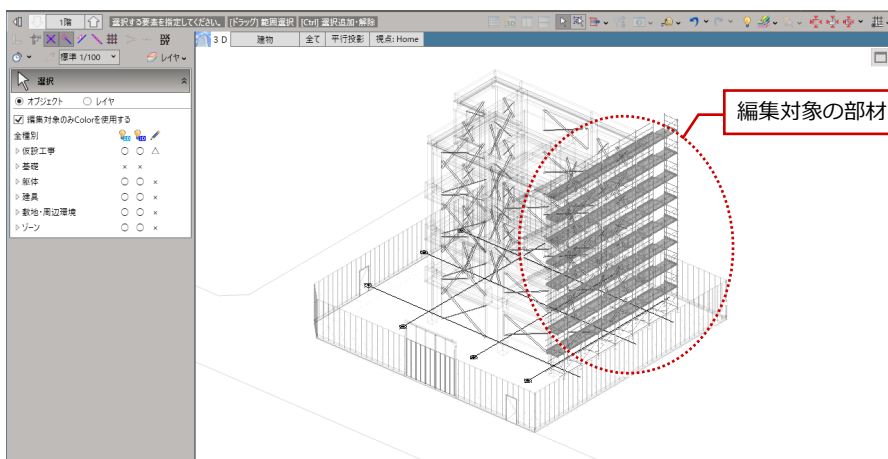 1階 選択する要素を指定してください。 [ドラッグ] 範囲選択 [Ctrl] 選択追加・解除
3D 建物 全て 平行投影 視点: Home
標準 1/100 レイヤ
選択
オブジェクト レイヤ
編集対象のみColorを使用する
全種別
仮設工事 ○ ○ △
基礎 × ×
躯体 ○ ○ ×
建具 ○ ○ ×
敷地・周辺環境 ○ ○ ×
ゾーン ○ ○ ×
編集対象の部材